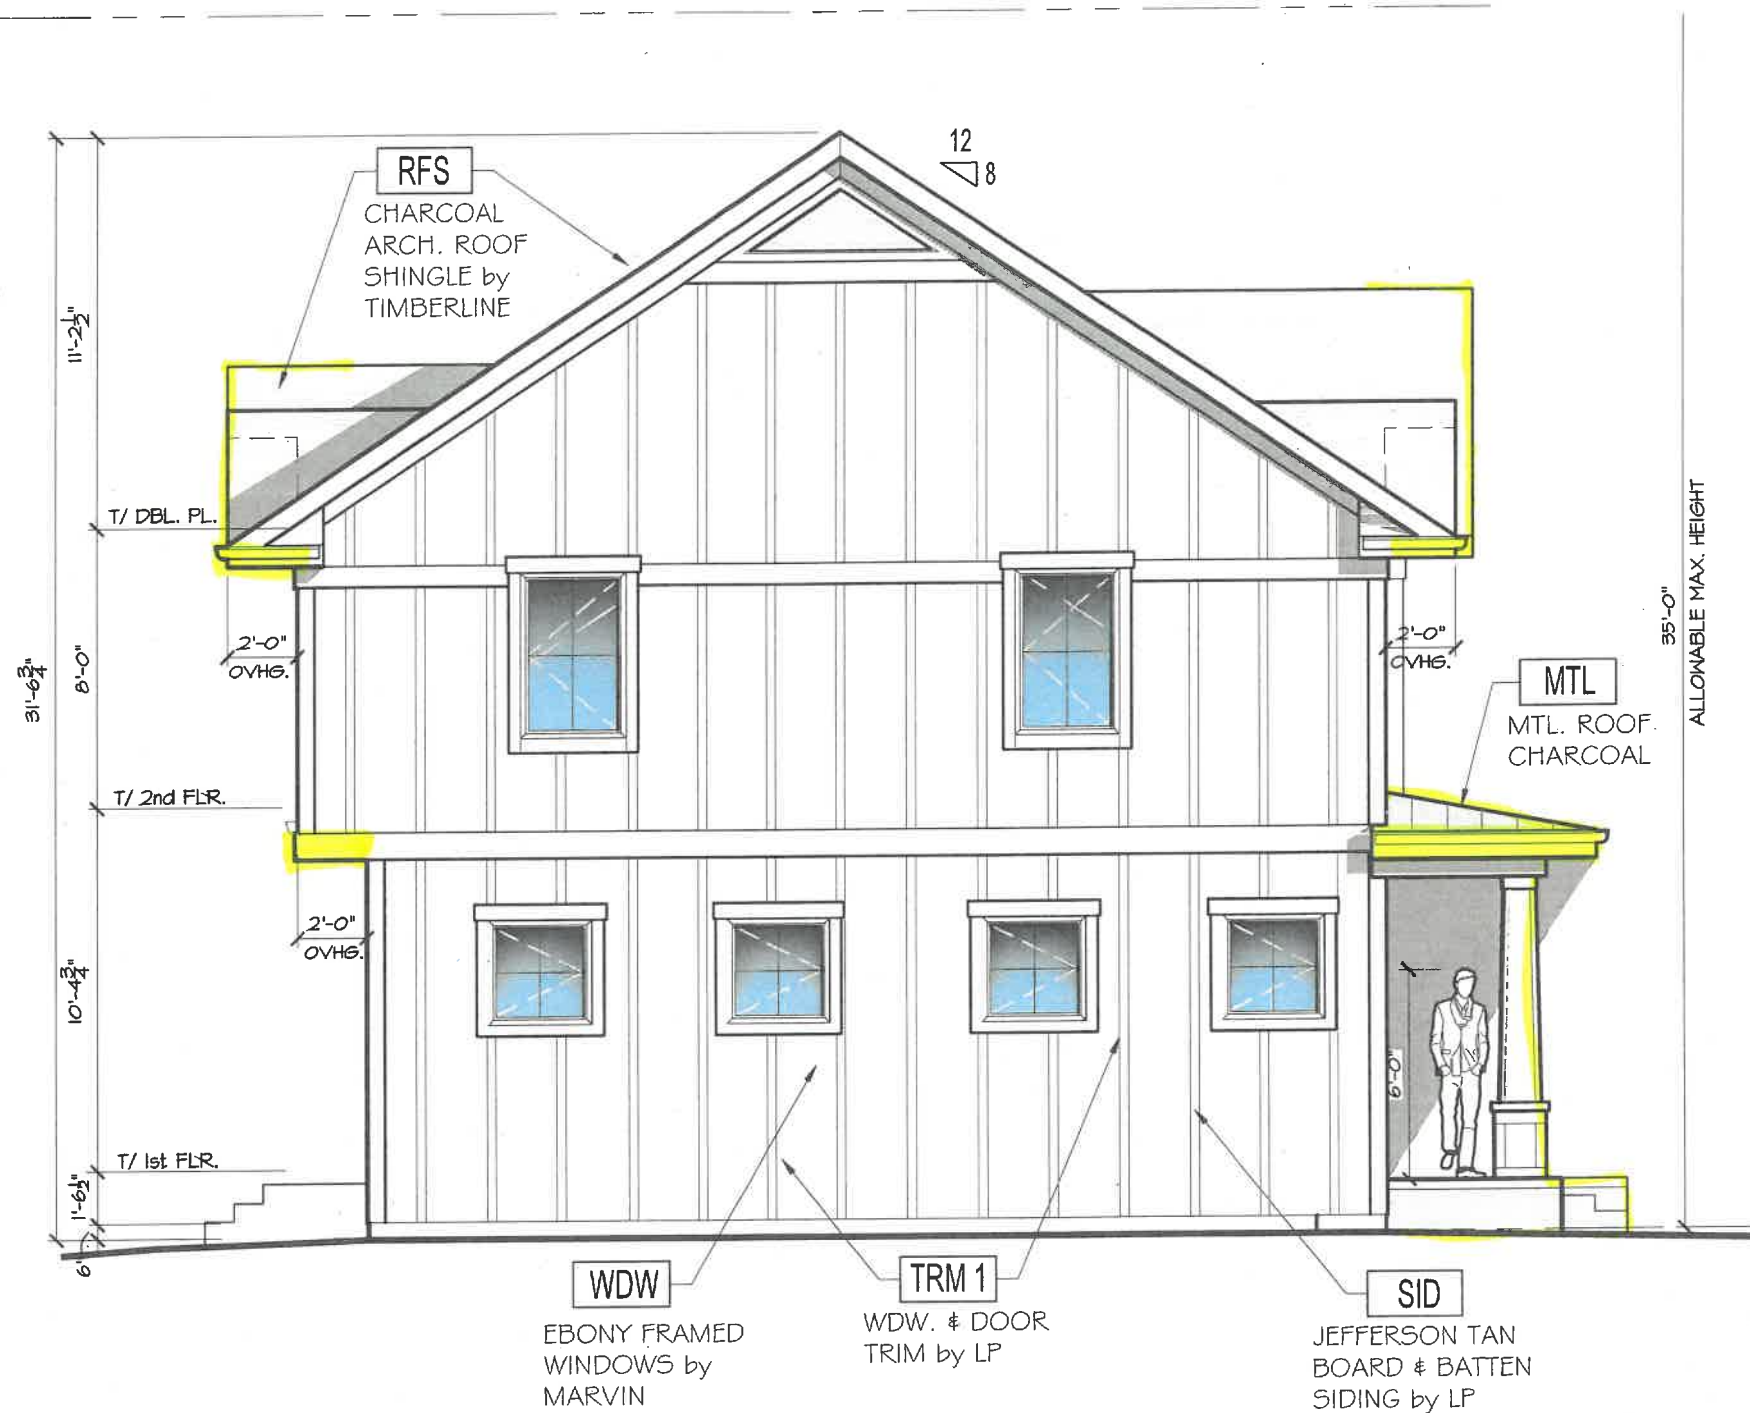 12
8
RFS
CHARCOAL
ARCH. ROOF
SHINGLE by
TIMBERLINE
11'-2½"
T/ DBL. PL.
2'-0"
OVHG.
8'-0"
31'-6¾"
T/ 2nd FLR.
2'-0"
OVHG.
10'-4¾"
T/ 1st FLR.
1'-6½"
6"
2'-0"
OVHG.
MTL
MTL. ROOF
CHARCOAL
35'-0"
ALLOWABLE MAX. HEIGHT
6'-0"
WDW
EBONY FRAMED
WINDOWS by
MARVIN
TRM 1
WDW. & DOOR
TRIM by LP
SID
JEFFERSON TAN
BOARD & BATTEN
SIDING by LP